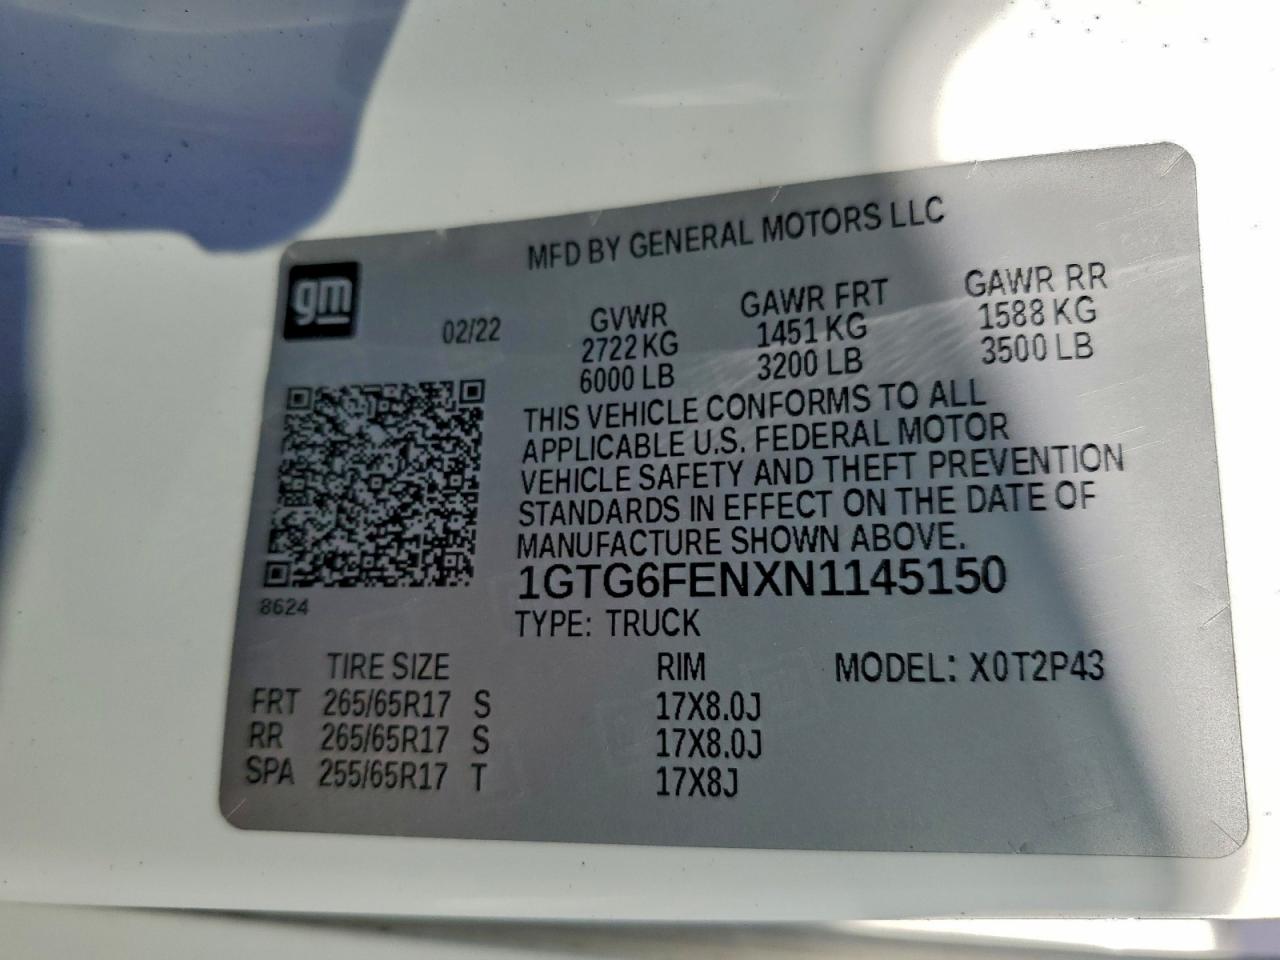 MFD BY GENERAL MOTORS LLC
gm
02/22
GVWR GAWR FRT GAWR RR
2722 KG 1451 KG 1588 KG
6000 LB 3200 LB 3500 LB
THIS VEHICLE CONFORMS TO ALL
APPLICABLE U.S. FEDERAL MOTOR
VEHICLE SAFETY AND THEFT PREVENTION
STANDARDS IN EFFECT ON THE DATE OF
MANUFACTURE SHOWN ABOVE.
1GTG6FENXN1145150
8624
TYPE: TRUCK
TIRE SIZE RIM MODEL: X0T2P43
FRT 265/65R17 S 17X8.0J
RR 265/65R17 S 17X8.0J
SPA 255/65R17 T 17X8J